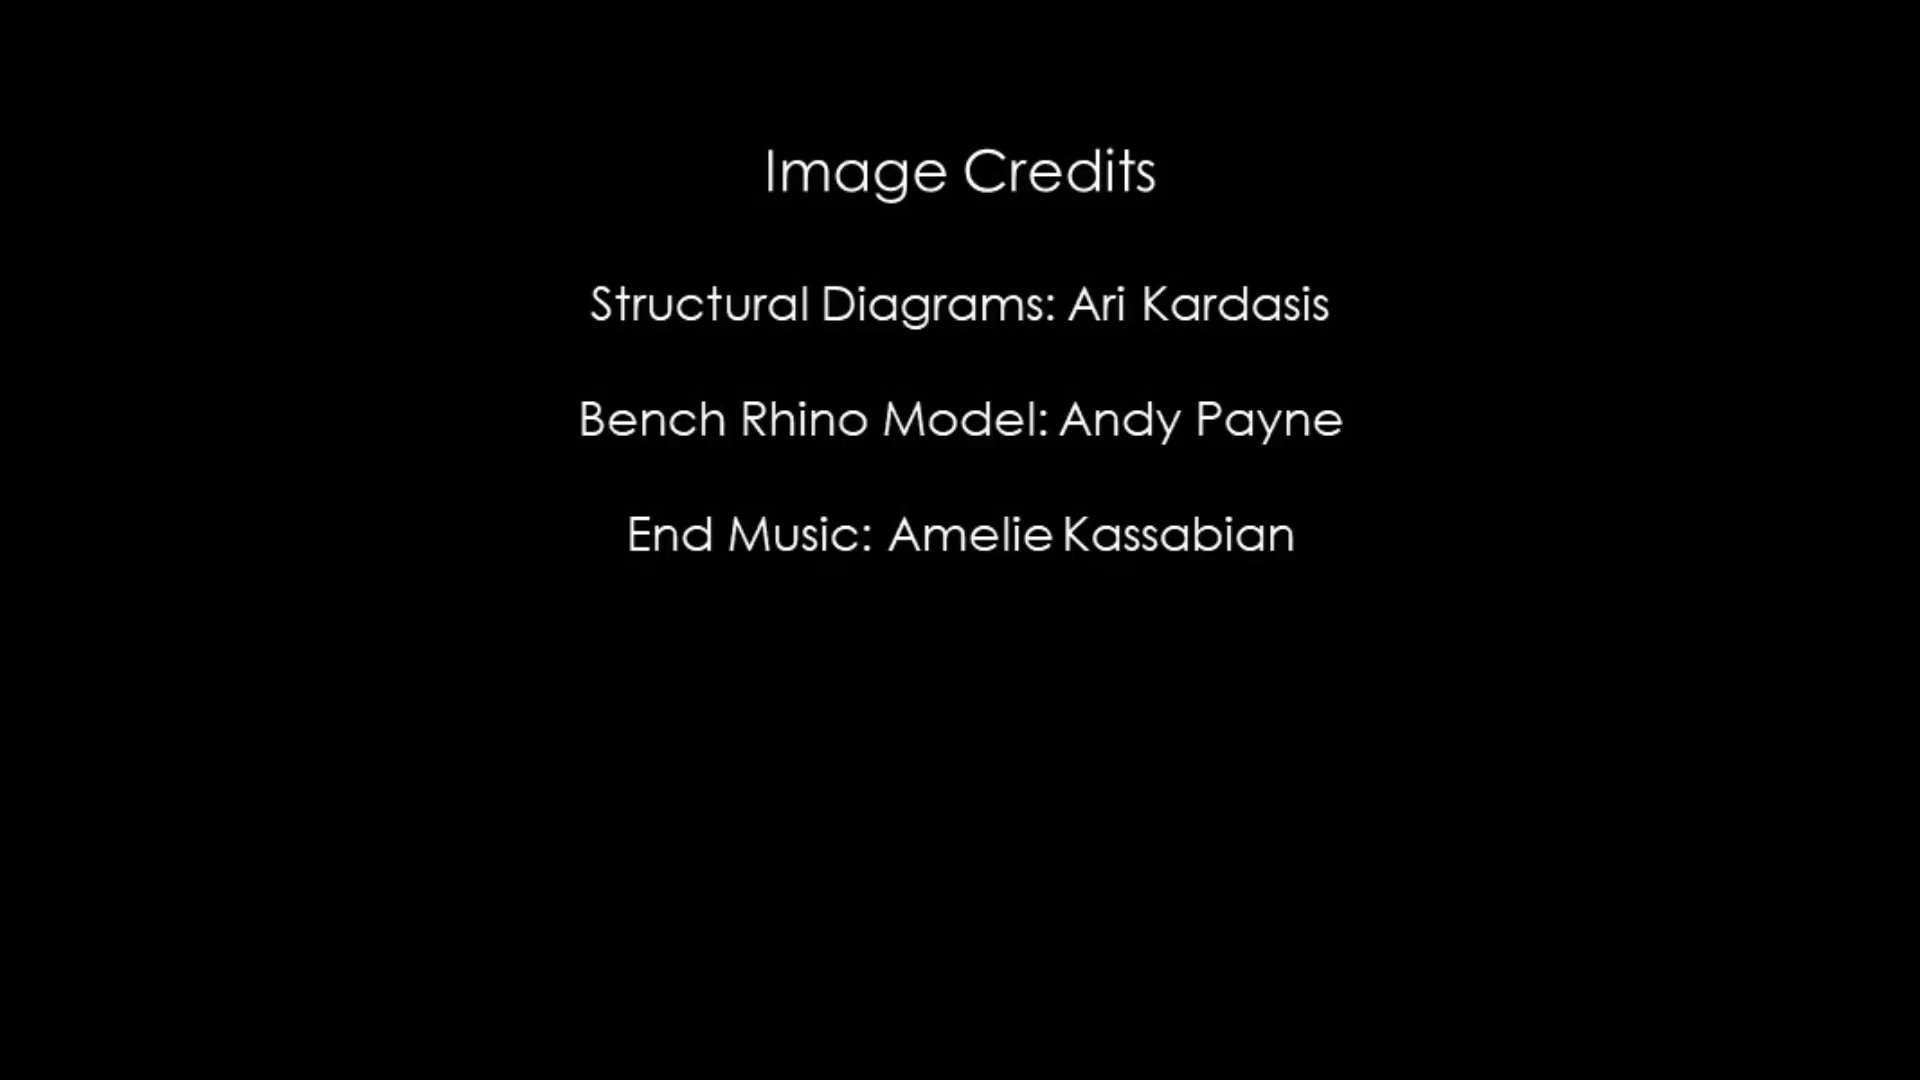 Image Credits
Structural Diagrams: Ari Kardasis
Bench Rhino Model: Andy Payne
End Music: Amelie Kassabian